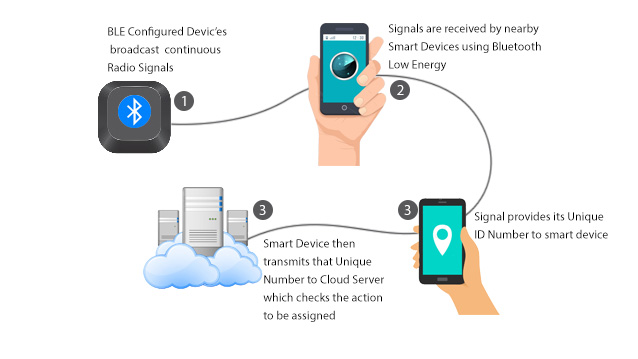 BLE Configured Devic'es
broadcast continuous
Radio Signals
1
Signals are received by nearby
Smart Devices using Bluetooth
Low Energy
2
3
Signal provides its Unique
ID Number to smart device
3
Smart Device then
transmits that Unique
Number to Cloud Server
which checks the action
to be assigned